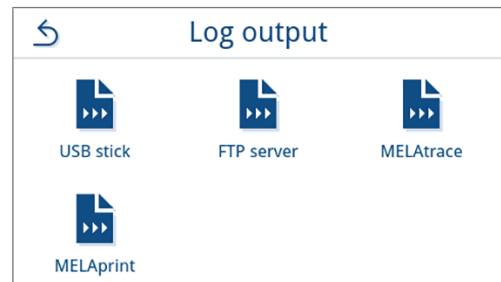 Log output
USB stick
FTP server
MELAtrace
MELAprint